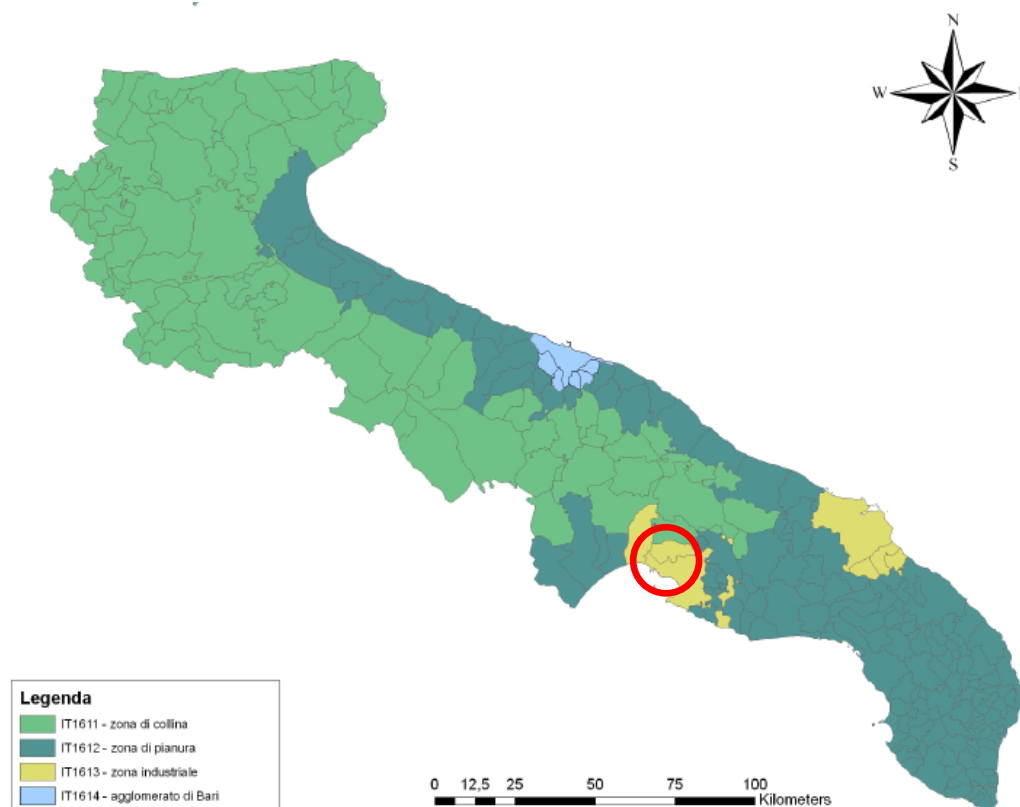 N
W
S
Legenda
IT1611 - zona di collina
IT1612 - zona di pianura
IT1613 - zona industriale
IT1614 - agglomerato di Bari
0 12,5 25 50 75 100
Kilometers